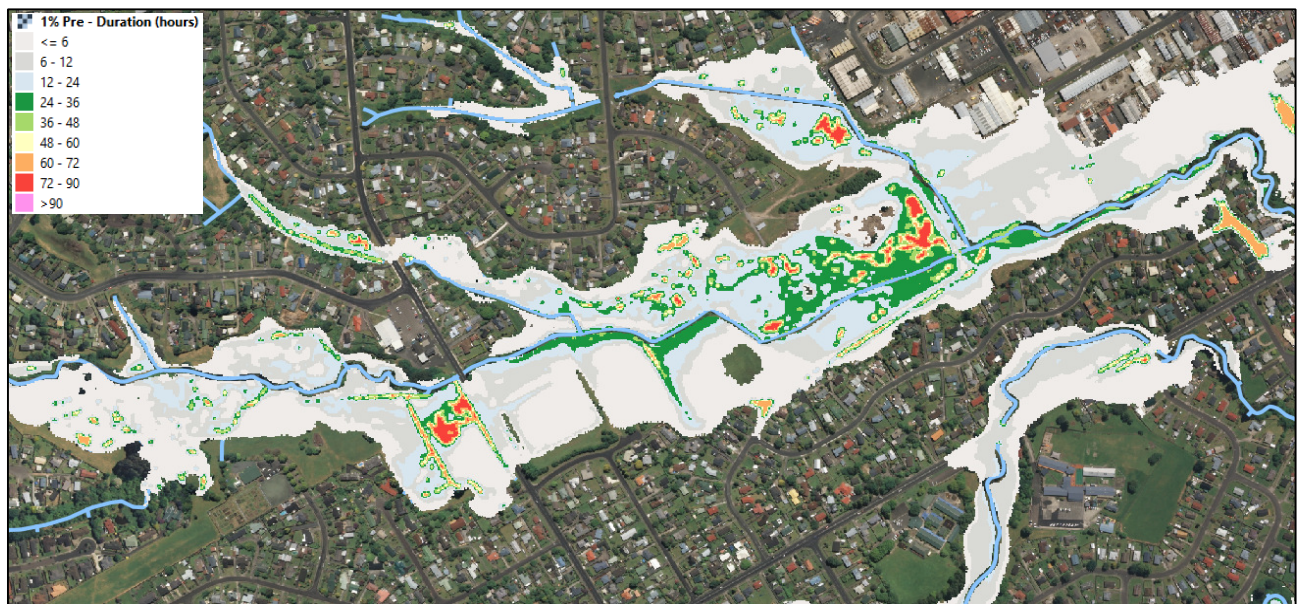 1% Pre - Duration (hours)
<= 6
6 - 12
12 - 24
24 - 36
36 - 48
48 - 60
60 - 72
72 - 90
>90